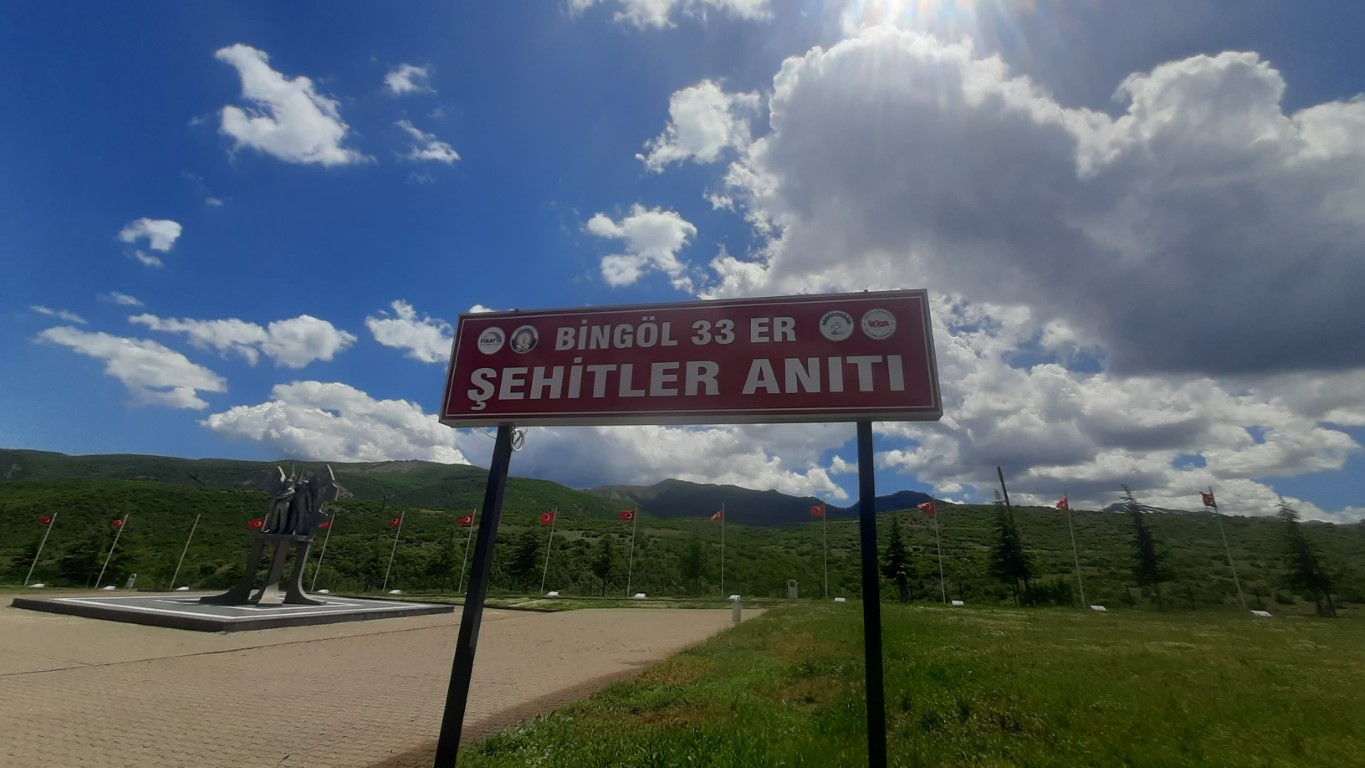 BİNGÖL 33 ER
ŞEHİTLER ANITI